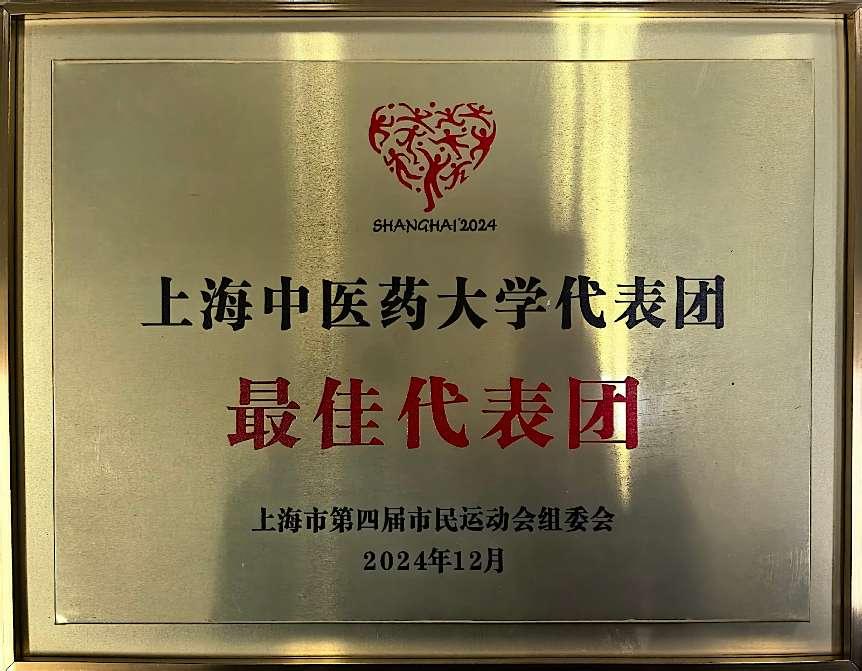 SHANGHAI'2024
上海中医药大学代表团
最佳代表团
上海市第四届市民运动会组委会
2024年12月